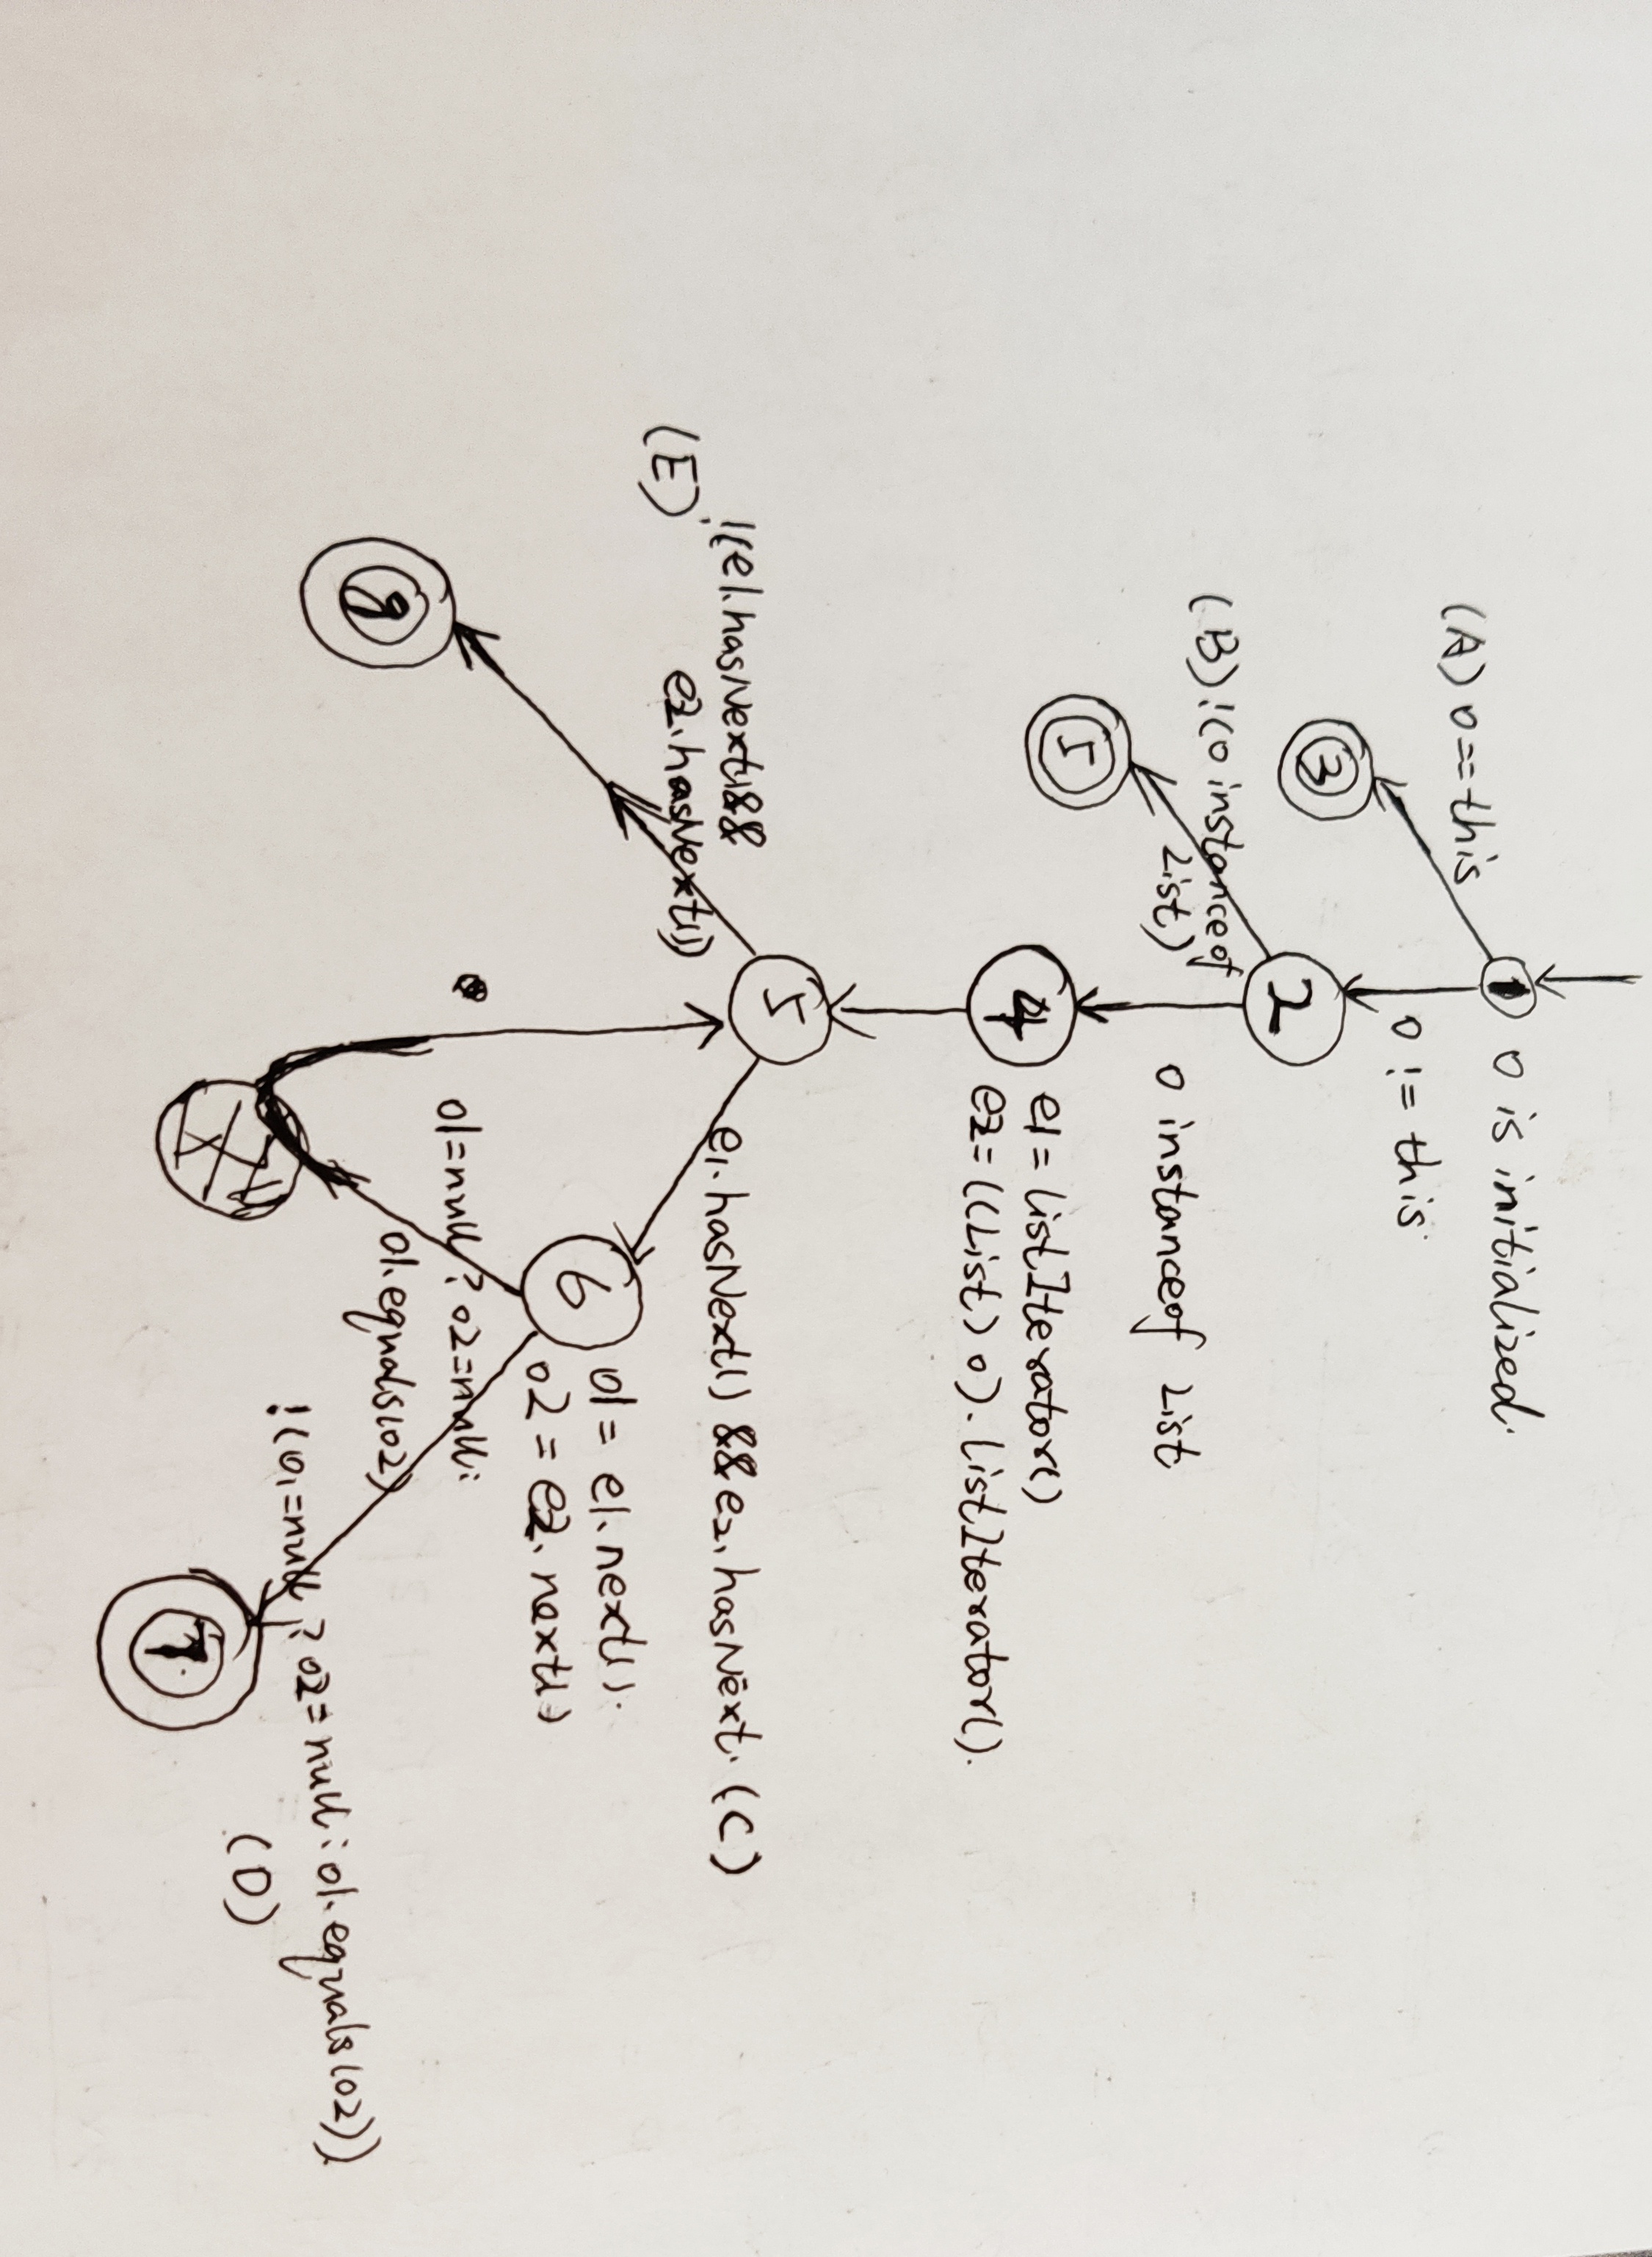 1 o is initialized.
(A) o==this
o != this
3
2
(B) !(o instanceof
List)
o instanceof List
5
4
e1 = listIterator()
e2 = ((List) o). listIterator().
5
!(e1.hasNext()&&
e2.hasNext())
(E)
e1.hasNext() && e2.hasNext. (C)
6
o1 = e1.next().
o2 = e2.next()
o1=null ? o2=null:
o1.equals(o2)
!(o1=null ? o2=null : o1.equals(o2))
(D)
7